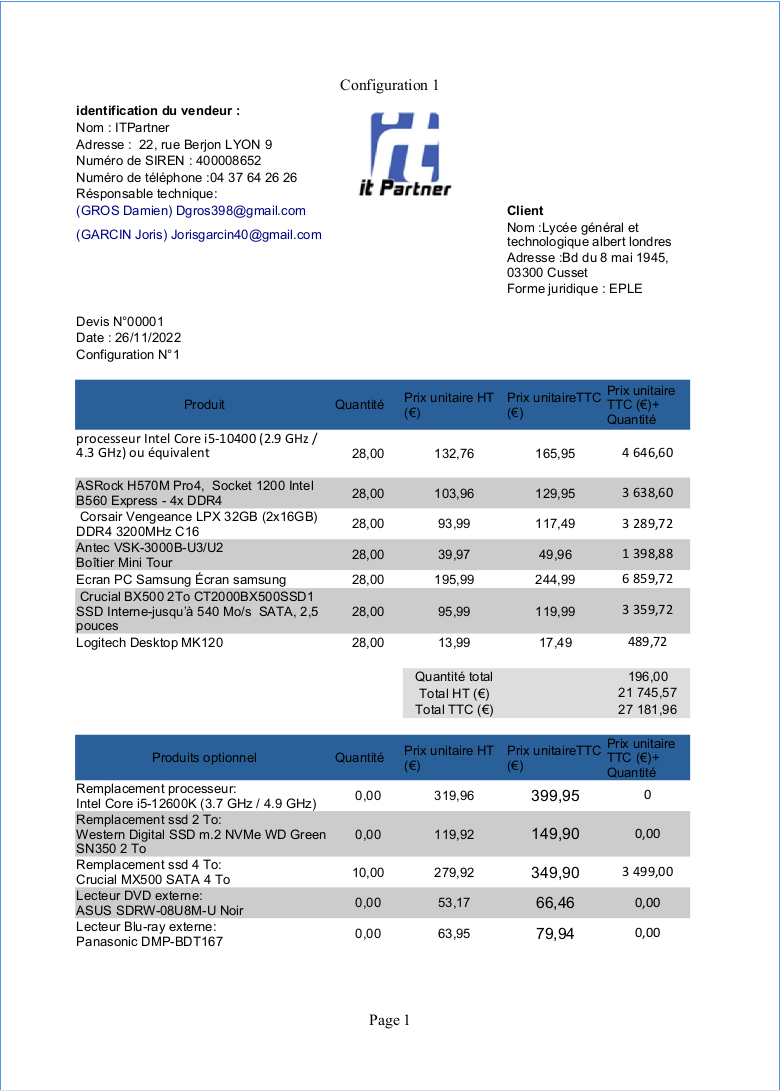 Configuration 1
identification du vendeur :
Nom : ITPartner
Adresse : 22, rue Berjon LYON 9
Numéro de SIREN : 400008652
Numéro de téléphone :04 37 64 26 26
Résponsable technique:
(GROS Damien) Dgros398@gmail.com
(GARCIN Joris) Jorisgarcin40@gmail.com
it Partner
Client
Nom :Lycée général et
technologique albert londres
Adresse :Bd du 8 mai 1945,
03300 Cusset
Forme juridique : EPLE
Devis N°00001
Date : 26/11/2022
Configuration N°1
Produit Quantité Prix unitaire HT (€) Prix unitaireTTC (€) Prix unitaire TTC (€)+ Quantité
processeur Intel Core i5-10400 (2.9 GHz /
4.3 GHz) ou équivalent 28,00 132,76 165,95 4 646,60
ASRock H570M Pro4, Socket 1200 Intel
B560 Express - 4x DDR4 28,00 103,96 129,95 3 638,60
Corsair Vengeance LPX 32GB (2x16GB)
DDR4 3200MHz C16 28,00 93,99 117,49 3 289,72
Antec VSK-3000B-U3/U2
Boîtier Mini Tour 28,00 39,97 49,96 1 398,88
Ecran PC Samsung Écran samsung 28,00 195,99 244,99 6 859,72
Crucial BX500 2To CT2000BX500SSD1
SSD Interne-jusqu'à 540 Mo/s SATA, 2,5
pouces 28,00 95,99 119,99 3 359,72
Logitech Desktop MK120 28,00 13,99 17,49 489,72
Quantité total 196,00
Total HT (€) 21 745,57
Total TTC (€) 27 181,96
Produits optionnel Quantité Prix unitaire HT (€) Prix unitaireTTC (€) Prix unitaire TTC (€)+ Quantité
Remplacement processeur:
Intel Core i5-12600K (3.7 GHz / 4.9 GHz) 0,00 319,96 399,95 0
Remplacement ssd 2 To:
Western Digital SSD m.2 NVMe WD Green
SN350 2 To 0,00 119,92 149,90 0,00
Remplacement ssd 4 To:
Crucial MX500 SATA 4 To 10,00 279,92 349,90 3 499,00
Lecteur DVD externe:
ASUS SDRW-08U8M-U Noir 0,00 53,17 66,46 0,00
Lecteur Blu-ray externe:
Panasonic DMP-BDT167 0,00 63,95 79,94 0,00
Page 1